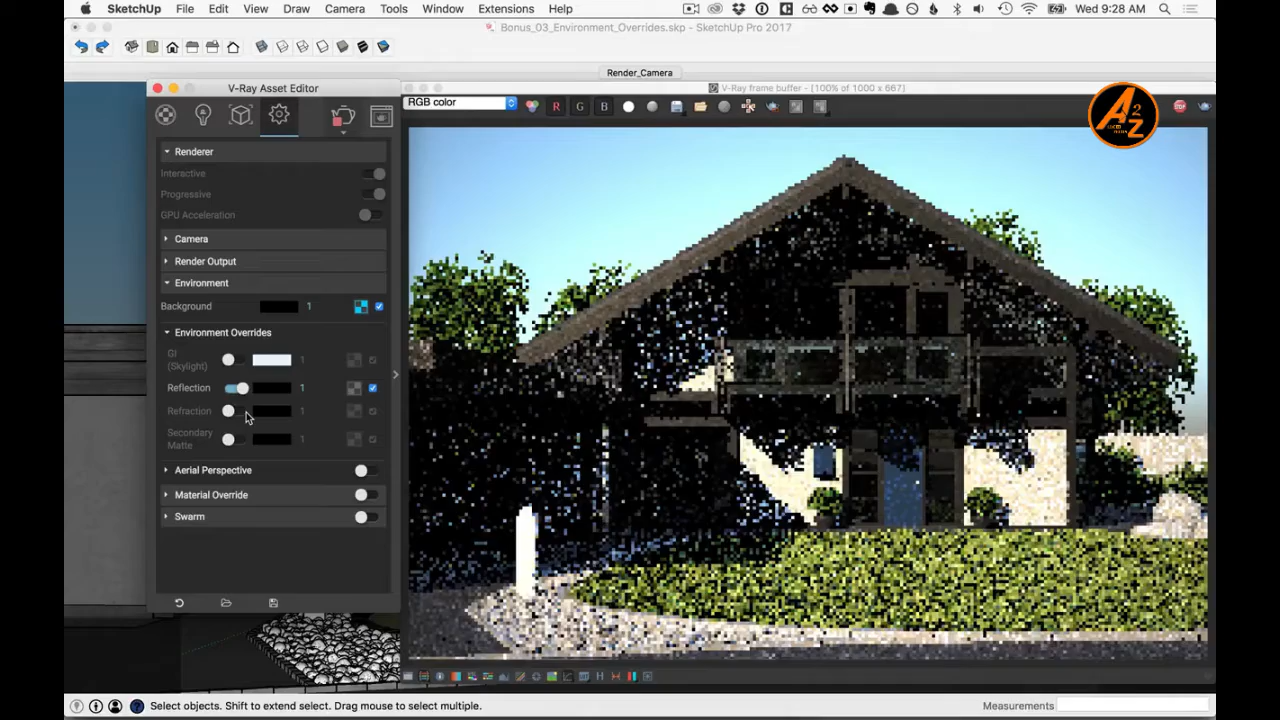 SketchUp File Edit View Draw Camera Tools Window Extensions Help
Wed 9:28 AM
Bonus_03_Environment_Overrides.skp - SketchUp Pro 2017
Render_Camera
V-Ray Asset Editor
V-Ray frame buffer - [100% of 1000 x 667]
RGB color
R G B
A2Z
Renderer
Interactive
Progressive
GPU Acceleration
Camera
Render Output
Environment
Background 1
Environment Overrides
GI
(Skylight) 1
Reflection 1
Refraction 1
Secondary
Matte 1
Aerial Perspective
Material Override
Swarm
Select objects. Shift to extend select. Drag mouse to select multiple.
Measurements